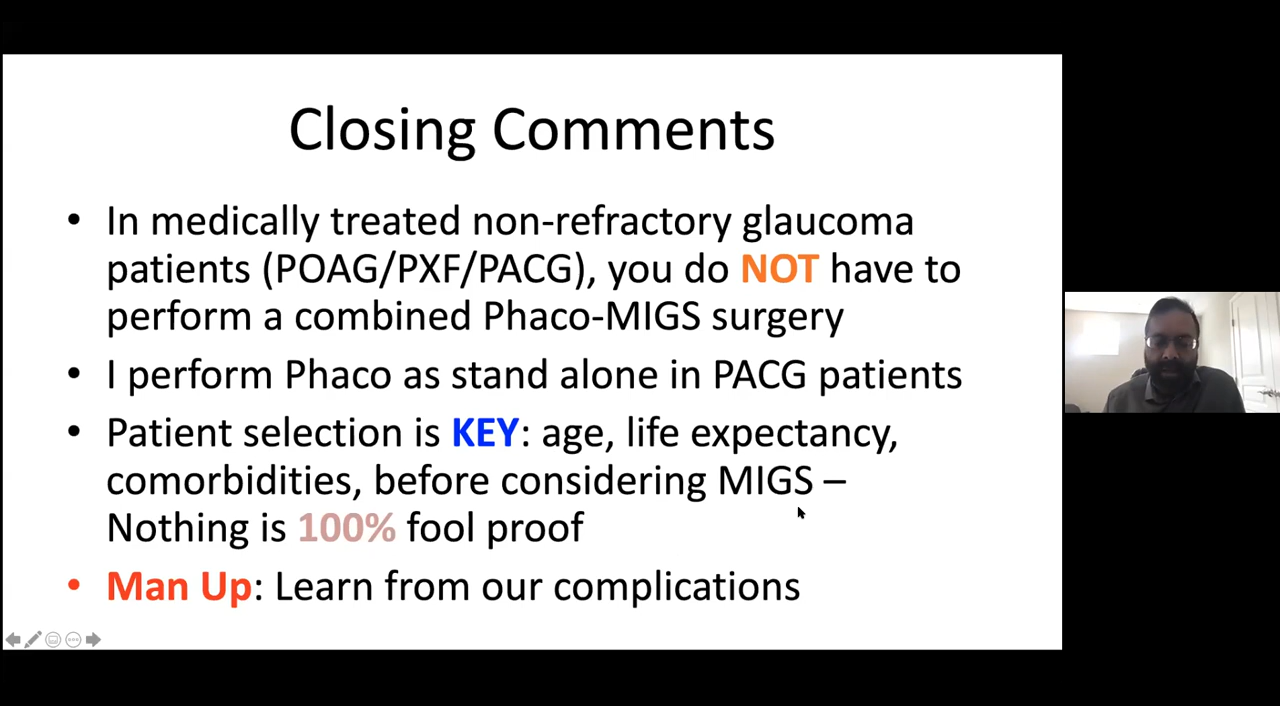 Closing Comments
• In medically treated non-refractory glaucoma
patients (POAG/PXF/PACG), you do NOT have to
perform a combined Phaco-MIGS surgery
• I perform Phaco as stand alone in PACG patients
• Patient selection is KEY: age, life expectancy,
comorbidities, before considering MIGS –
Nothing is 100% fool proof
• Man Up: Learn from our complications